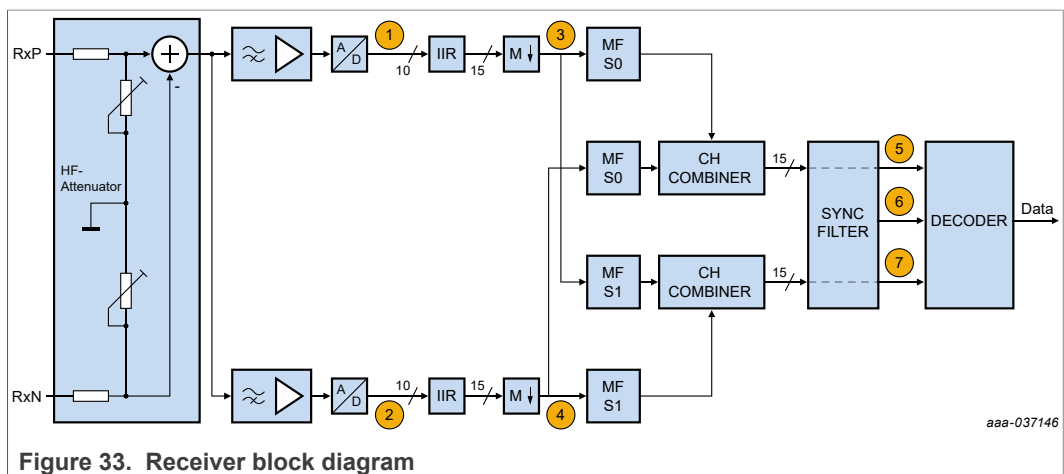 RxP
HF-
Attenuator
RxN
+
-
A
D
1
10
IIR
15
M ↓
3
MF
S0
MF
S0
CH
COMBINER
15
5
SYNC
FILTER
6
DECODER
Data
7
MF
S1
CH
COMBINER
15
A
D
10
2
IIR
15
M ↓
4
MF
S1
aaa-037146
Figure 33. Receiver block diagram